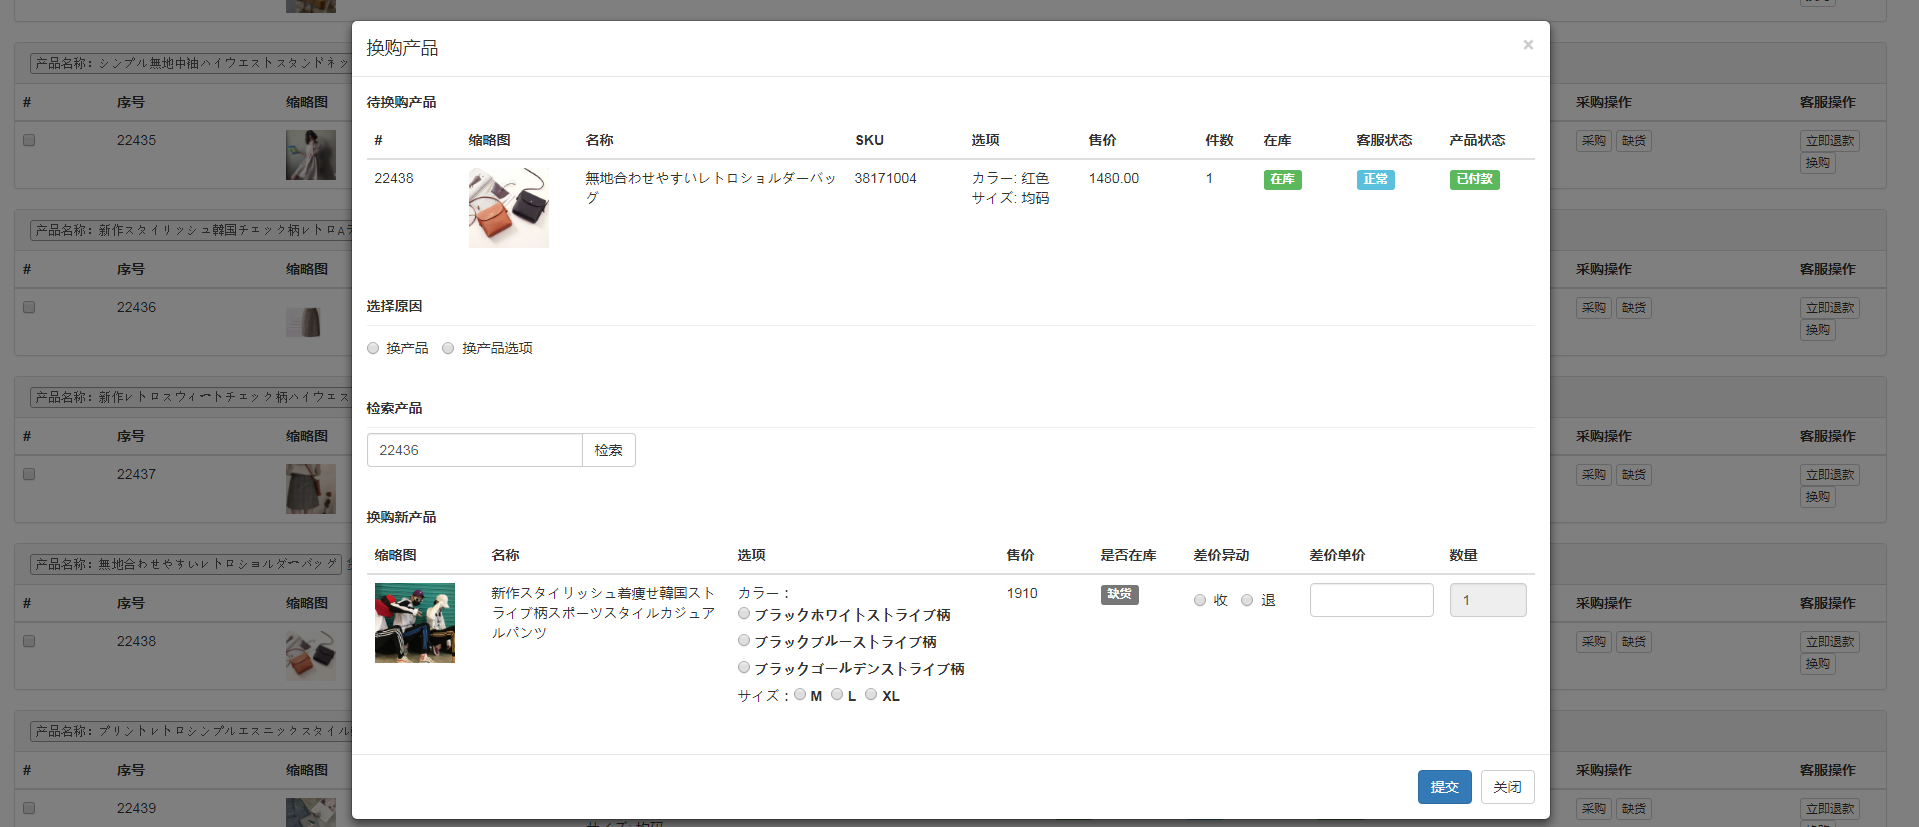 换购产品
×
待换购产品
# 缩略图 名称 SKU 选项 售价 件数 在库 客服状态 产品状态
22438 無地合わせやすいレトロショルダーバッグ 38171004 カラー: 红色 サイズ: 均码 1480.00 1 在库 正常 已付款
选择原因
换产品 换产品选项
检索产品
22436 检索
换购新产品
缩略图 名称 选项 售价 是否在库 差价异动 差价单价 数量
新作スタイリッシュ着痩せ韓国ストライブ柄スポーツスタイルカジュアルパンツ
カラー：
ブラックホワイトストライブ柄
ブラックブルーストライブ柄
ブラックゴールデンストライブ柄
サイズ： M L XL
1910 缺货 收 退 1
提交 关闭
产品名称：シンプル無地中袖ハイウエストスタンドネッ
# 序号 缩略图 采购操作 客服操作
22435 采购 缺货 立即退款
换购
产品名称：新作スタイリッシュ韓国チェック柄レトロA
# 序号 缩略图 采购操作 客服操作
22436 采购 缺货 立即退款
换购
产品名称：新作レトロスウィートチェック柄ハイウエス
# 序号 缩略图 采购操作 客服操作
22437 采购 缺货 立即退款
换购
产品名称：無地合わせやすいレトロショルダーバッグ
# 序号 缩略图 采购操作 客服操作
22438 采购 缺货 立即退款
换购
产品名称：プリントレトロシンプルエスニックスタイル
# 序号 缩略图 采购操作 客服操作
22439 采购 缺货 立即退款